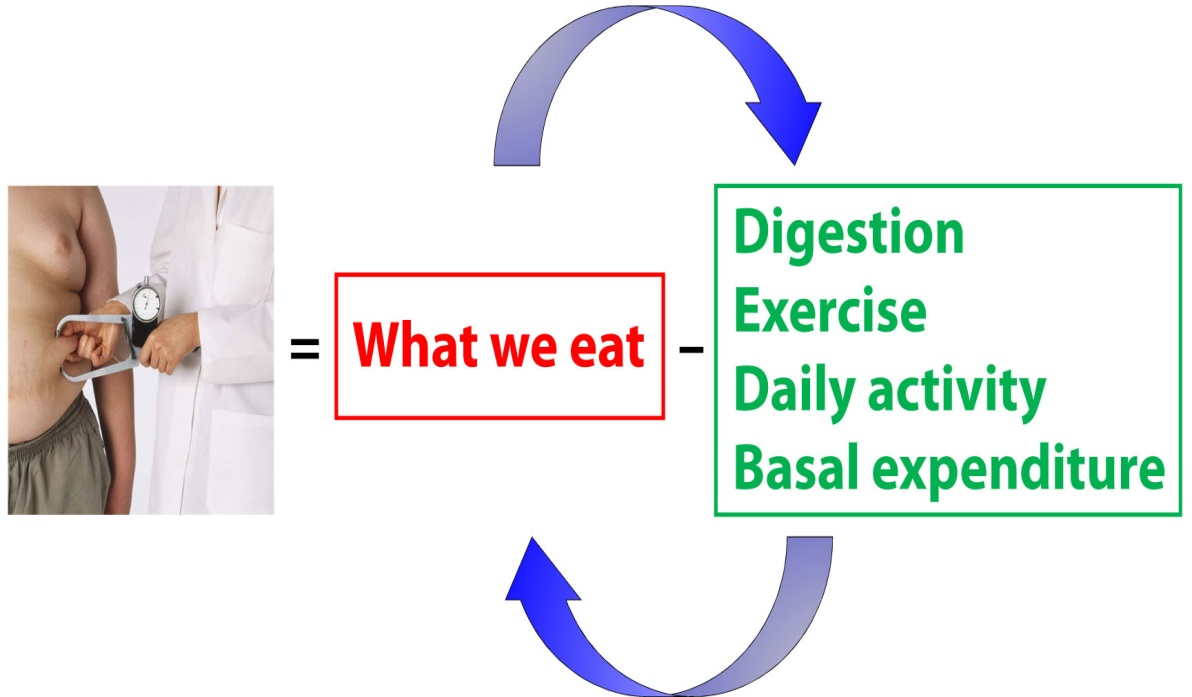 = What we eat –
Digestion
Exercise
Daily activity
Basal expenditure